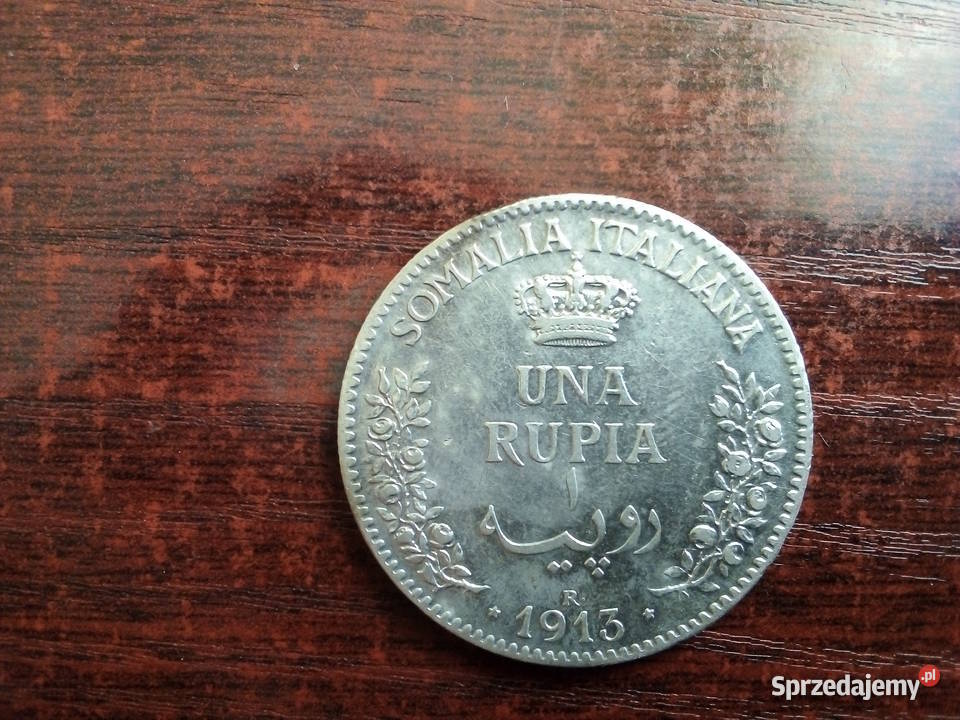 SOMALIA ITALIANA
UNA
RUPIA
١
روپيه
R
* 1913 *
Sprzedajemy.pl